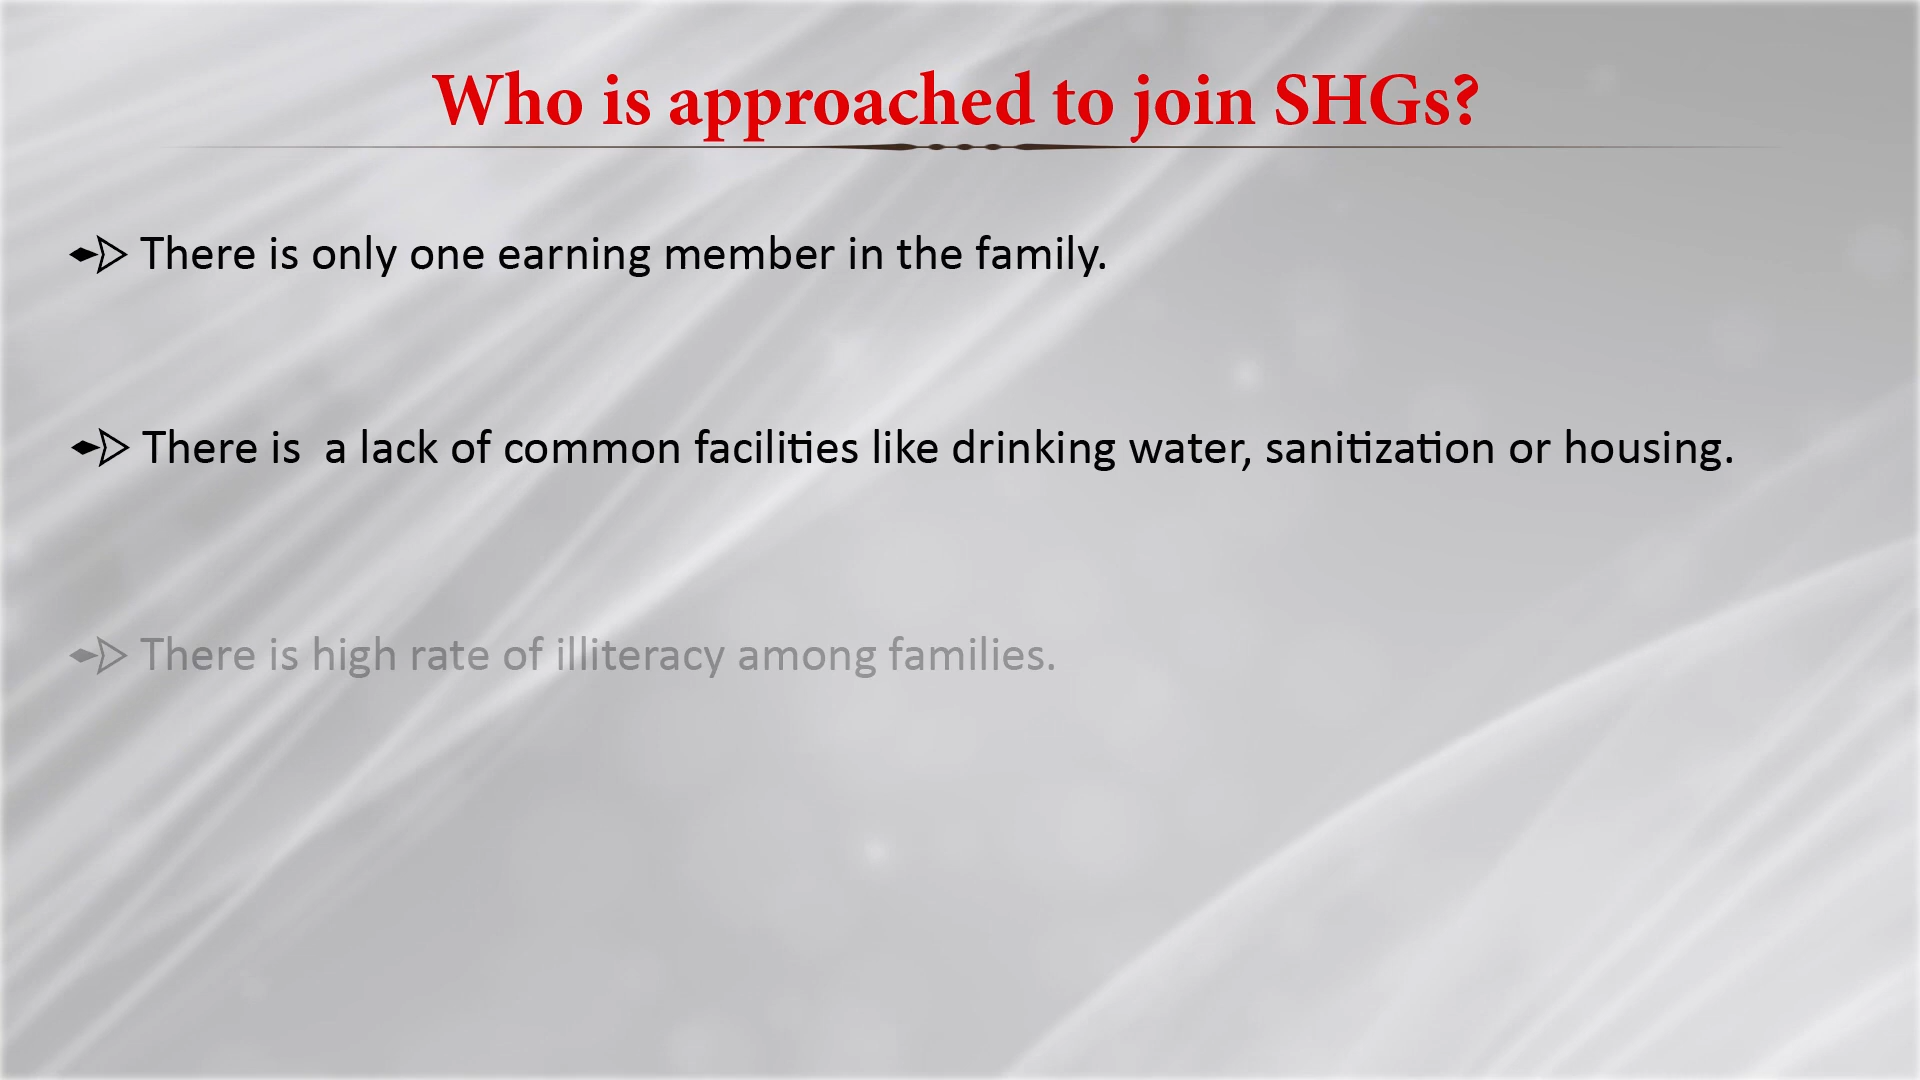 Who is approached to join SHGs?
There is only one earning member in the family.
There is  a lack of common facilities like drinking water, sanitization or housing.
There is high rate of illiteracy among families.